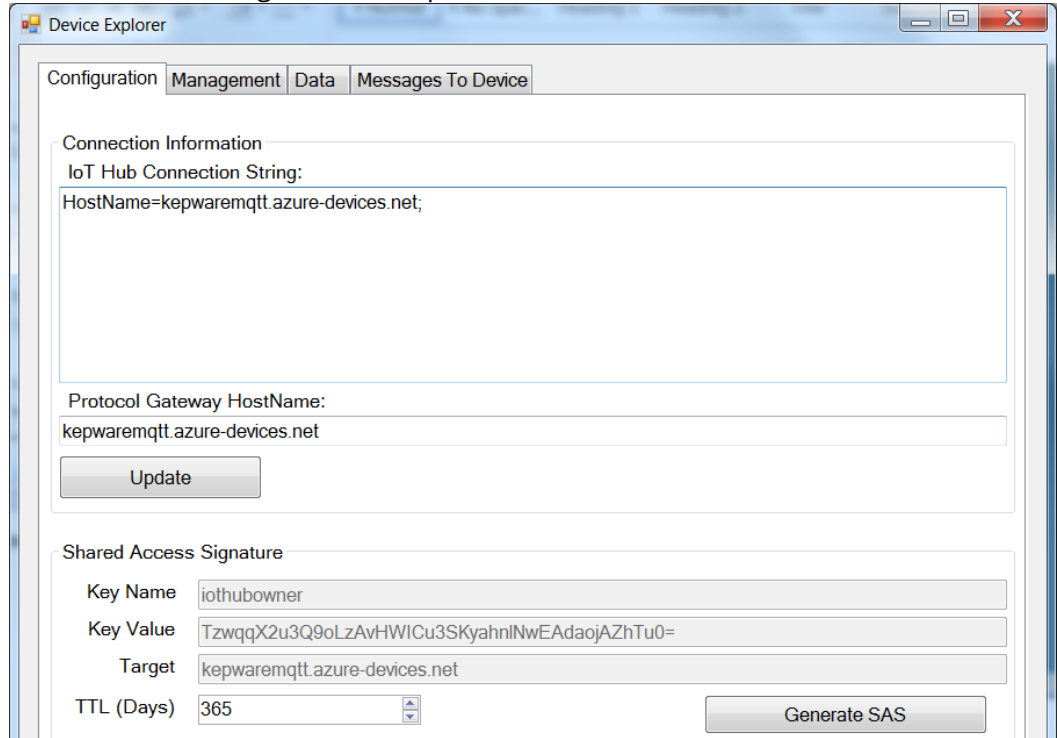 Device Explorer
Configuration Management Data Messages To Device
Connection Information
IoT Hub Connection String:
HostName=kepwaremqtt.azure-devices.net;
Protocol Gateway HostName:
kepwaremqtt.azure-devices.net
Update
Shared Access Signature
Key Name iothubowner
Key Value TzwqqX2u3Q9oLzAvHWICu3SKyahnlNwEAdaojAZhTu0=
Target kepwaremqtt.azure-devices.net
TTL (Days) 365
Generate SAS